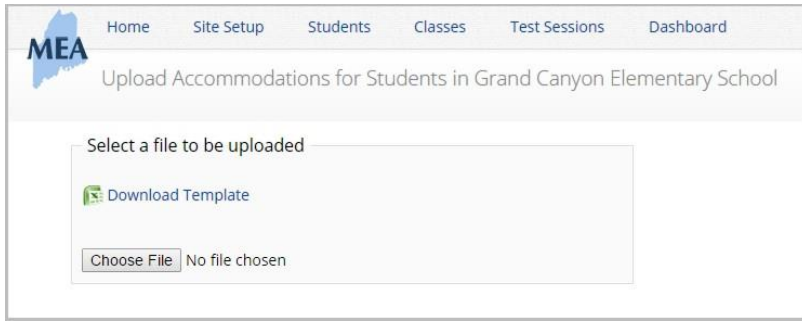 Home Site Setup Students Classes Test Sessions Dashboard
MEA
Upload Accommodations for Students in Grand Canyon Elementary School
Select a file to be uploaded
Download Template
Choose File No file chosen